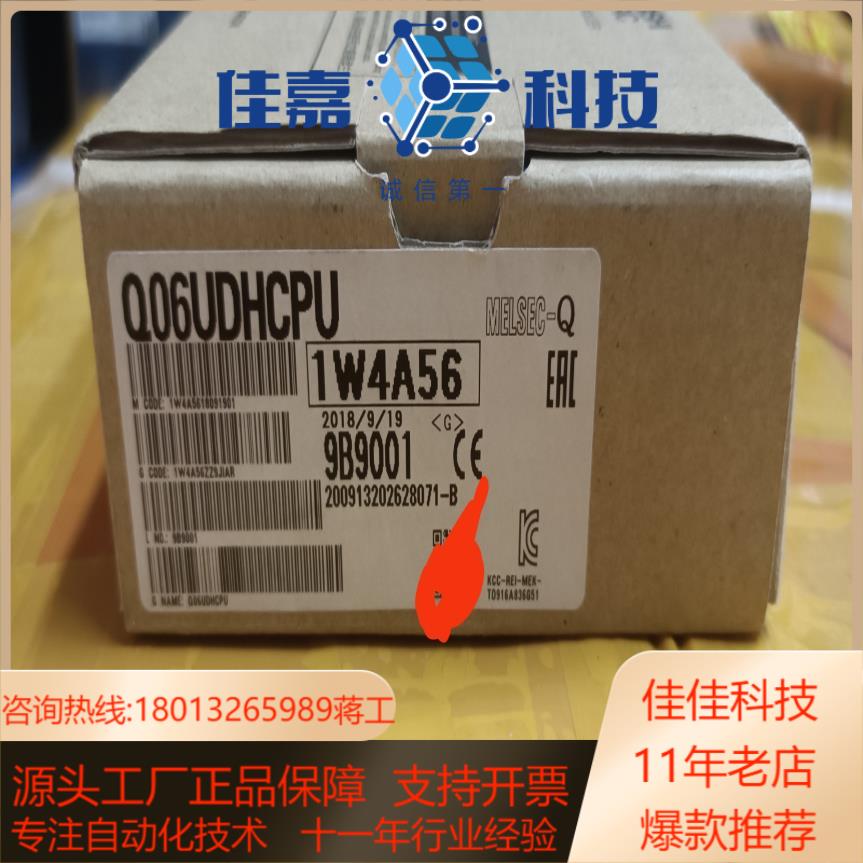 佳嘉 科技
诚信第一
Q06UDHCPU
MELSEC-Q
1W4A56
M CODE: 1W4A5618091901
2018/9/19 <G>
EAC
9B9001 CE
G CODE: 1W4A56ZZ9JIAR
200913202628071-B
L NO.: 9B9001
KCC-REI-MEK-
TD916A836G51
G NAME: Q06UDHCPU
咨询热线:18013265989蒋工
佳佳科技
11年老店
爆款推荐
源头工厂正品保障 支持开票
专注自动化技术 十一年行业经验